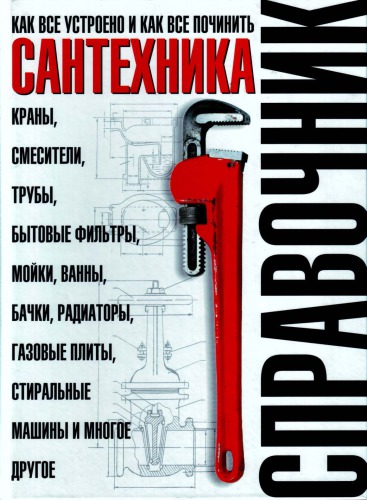 КАК ВСЕ УСТРОЕНО И КАК ВСЕ ПОЧИНИТЬ
САНТЕХНИКА
КРАНЫ,
СМЕСИТЕЛИ,
ТРУБЫ,
БЫТОВЫЕ ФИЛЬТРЫ,
МОЙКИ, ВАННЫ,
БАЧКИ, РАДИАТОРЫ,
ГАЗОВЫЕ ПЛИТЫ,
СТИРАЛЬНЫЕ
МАШИНЫ И МНОГОЕ
ДРУГОЕ
СПРАВОЧНИК